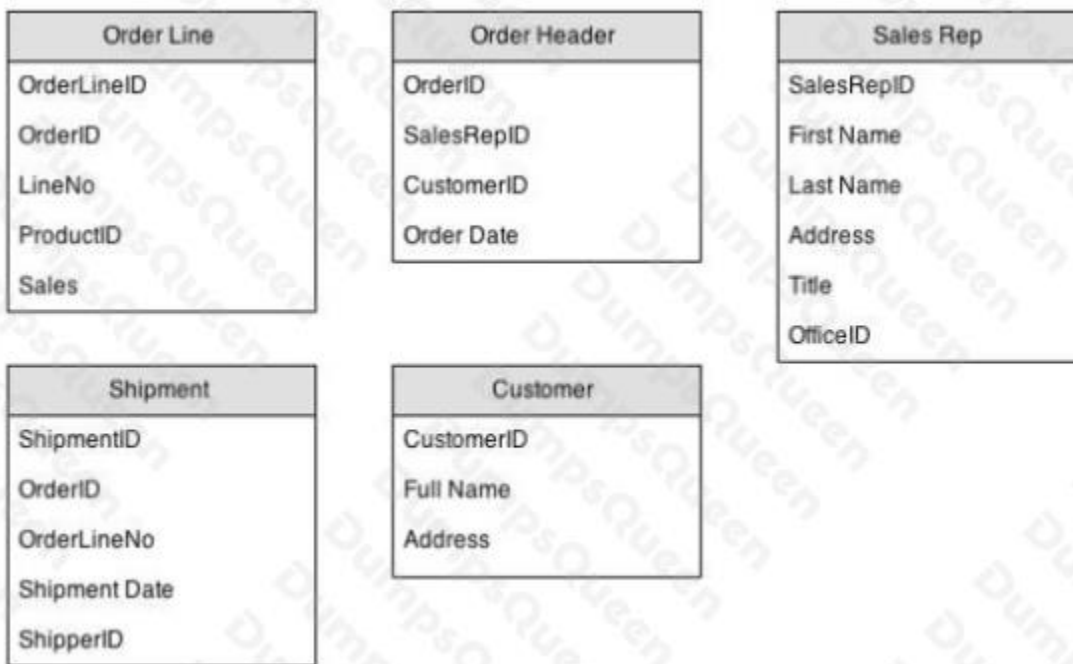 Order Line
OrderLineID
OrderID
LineNo
ProductID
Sales
Order Header
OrderID
SalesRepID
CustomerID
Order Date
Sales Rep
SalesRepID
First Name
Last Name
Address
Title
OfficeID
Shipment
ShipmentID
OrderID
OrderLineNo
Shipment Date
ShipperID
Customer
CustomerID
Full Name
Address
DumpsQueen